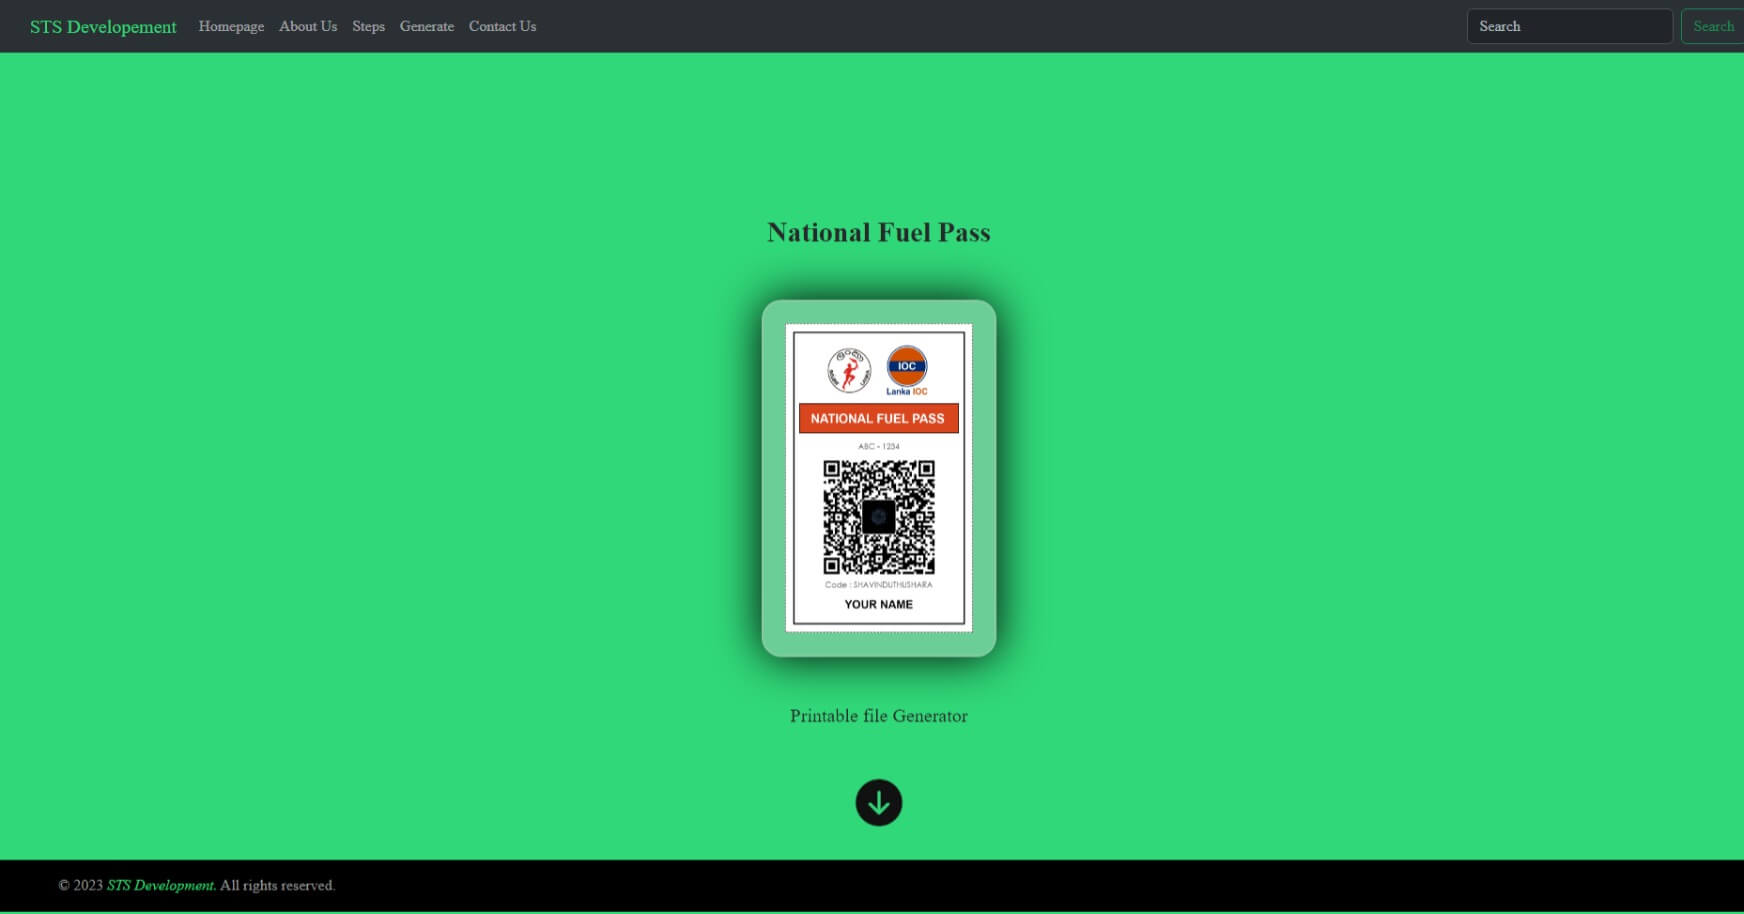 STS Developement
Homepage
About Us
Steps
Generate
Contact Us
Search
Search
National Fuel Pass
IOC
Lanka IOC
NATIONAL FUEL PASS
ABC - 1234
Code : SHAVINDUTHUSHARA
YOUR NAME
Printable file Generator
© 2023 STS Development. All rights reserved.